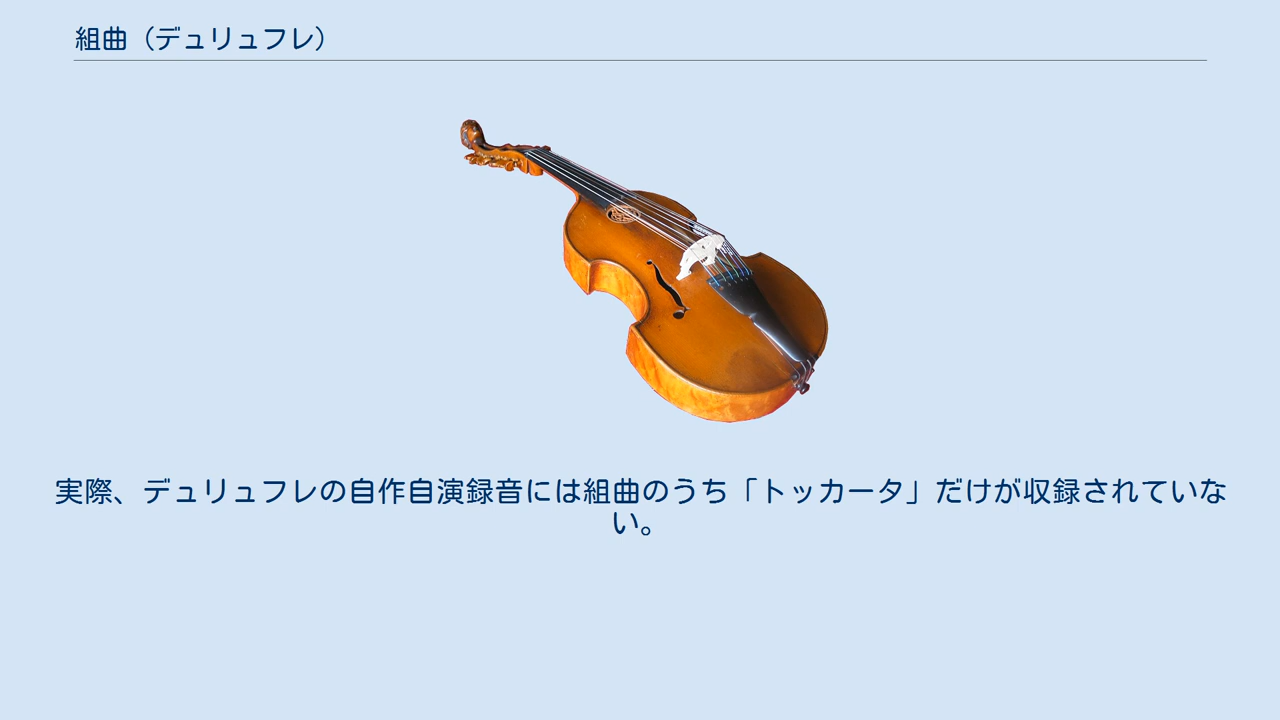 組曲（デュリュフレ）
実際、デュリュフレの自作自演録音には組曲のうち「トッカータ」だけが収録されていな
い。